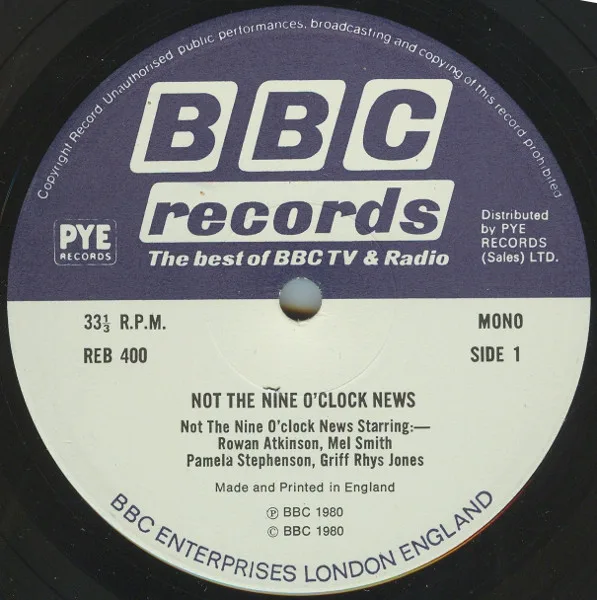 Copyright Record Unauthorised public performances, broadcasting and copying of this record prohibited
BBC
records
The best of BBC TV & Radio
PYE
RECORDS
Distributed
by PYE
RECORDS
(Sales) LTD.
33⅓ R.P.M.
MONO
REB 400
SIDE 1
NOT THE NINE O'CLOCK NEWS
Not The Nine O'clock News Starring:—
Rowan Atkinson, Mel Smith
Pamela Stephenson, Griff Rhys Jones
Made and Printed in England
℗ BBC 1980
© BBC 1980
BBC ENTERPRISES LONDON ENGLAND